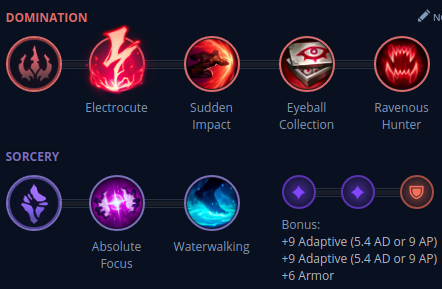 DOMINATION
NO
Electrocute
Sudden
Impact
Eyeball
Collection
Ravenous
Hunter
SORCERY
Absolute
Focus
Waterwalking
Bonus:
+9 Adaptive (5.4 AD or 9 AP)
+9 Adaptive (5.4 AD or 9 AP)
+6 Armor